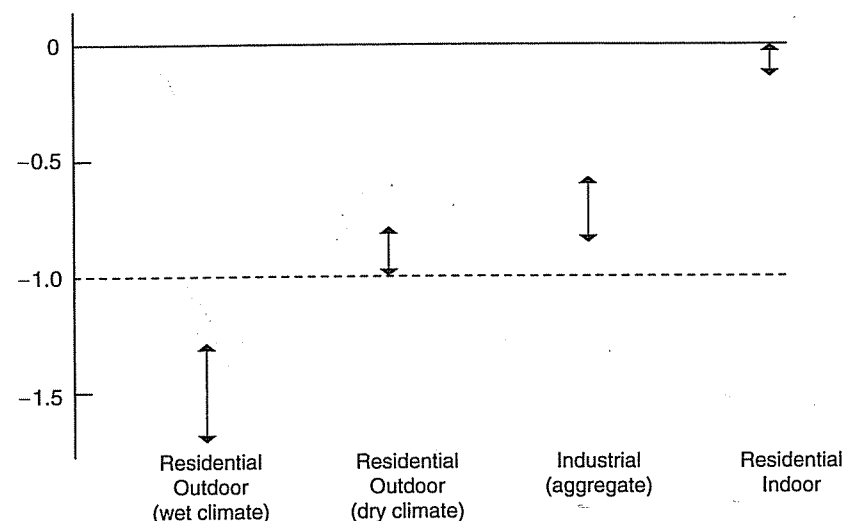 0
−0.5
−1.0
−1.5
Residential
Outdoor
(wet climate)
Residential
Outdoor
(dry climate)
Industrial
(aggregate)
Residential
Indoor